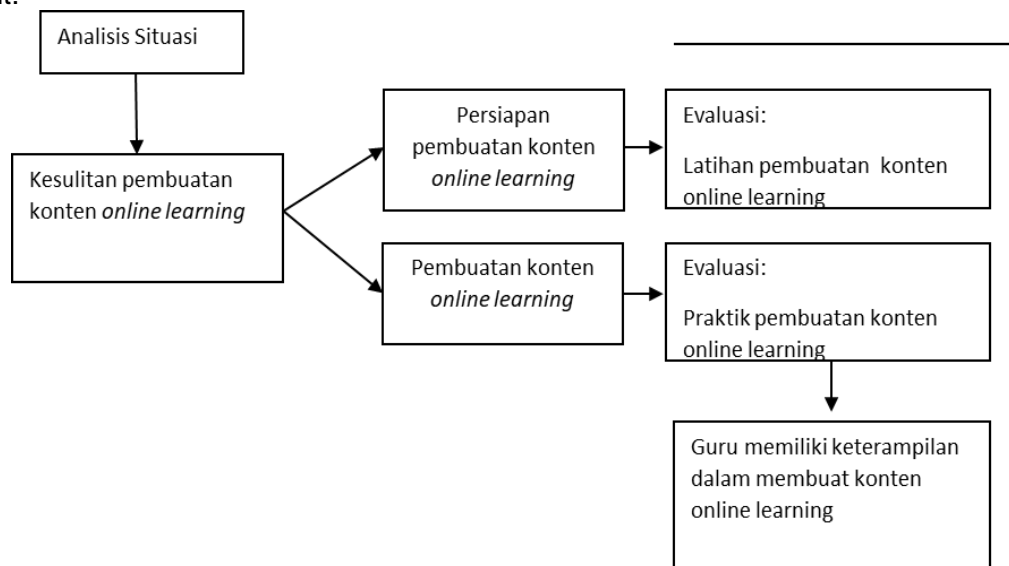 Analisis Situasi
Kesulitan pembuatan
konten online learning
Persiapan
pembuatan konten
online learning
Evaluasi:
Latihan pembuatan konten
online learning
Pembuatan konten
online learning
Evaluasi:
Praktik pembuatan konten
online learning
Guru memiliki keterampilan
dalam membuat konten
online learning